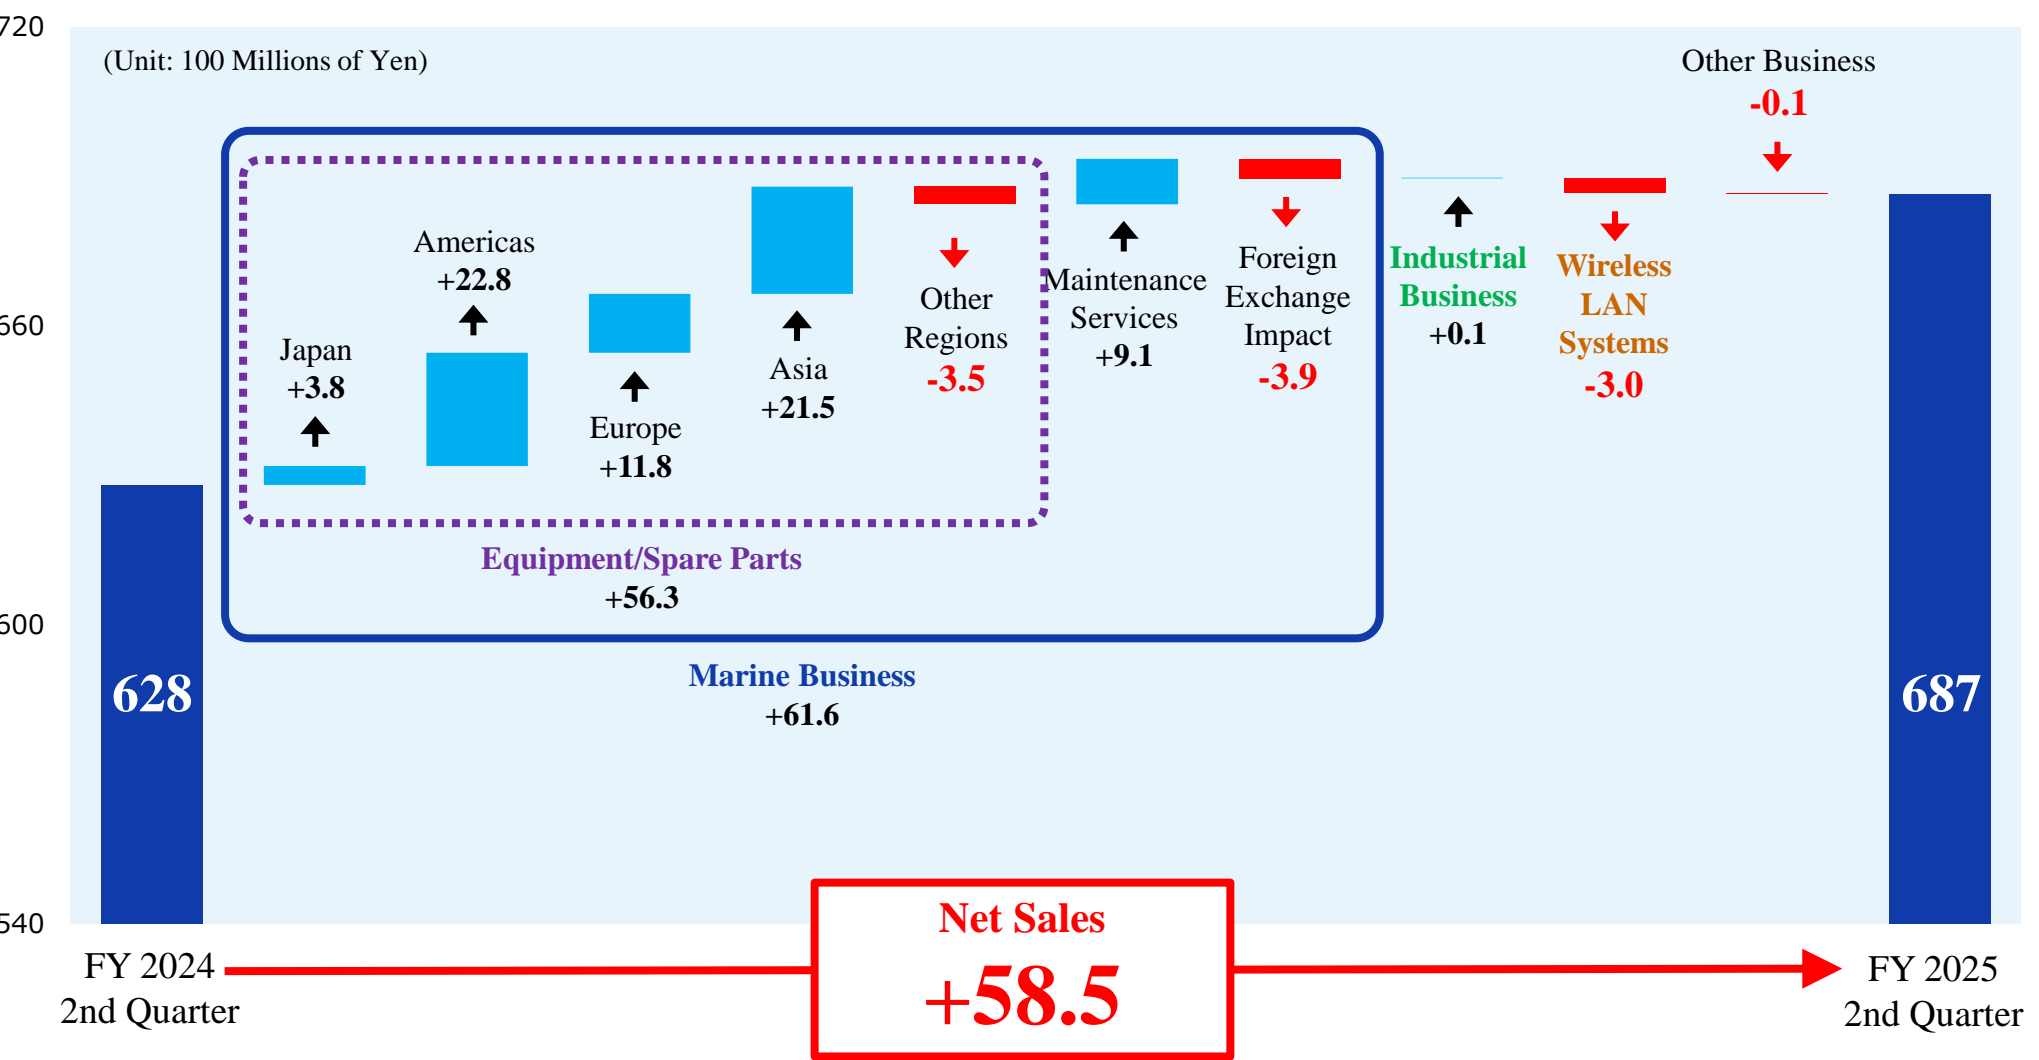 720
(Unit: 100 Millions of Yen)
Other Business
-0.1
Americas
+22.8
Japan
+3.8
Europe
+11.8
Asia
+21.5
Other
Regions
-3.5
Maintenance
Services
+9.1
Foreign
Exchange
Impact
-3.9
Industrial
Business
+0.1
Wireless
LAN
Systems
-3.0
660
Equipment/Spare Parts
+56.3
600
Marine Business
+61.6
628
687
540
Net Sales
+58.5
FY 2024
2nd Quarter
FY 2025
2nd Quarter